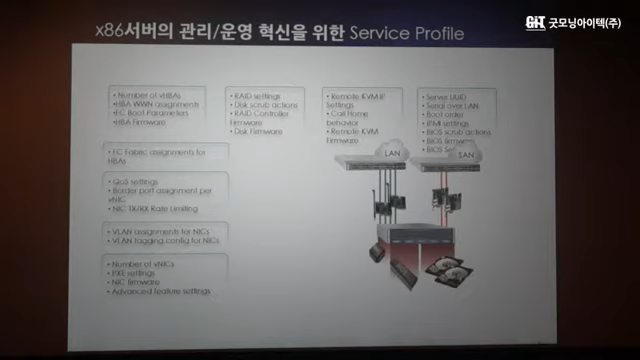 GIT 굿모닝아이텍(주)
x86서버의 관리/운영 혁신을 위한 Service Profile
• Number of vHBAs
• HBA WWN assignments
• FC Boot Parameters
• HBA Firmware
• RAID settings
• Disk scrub actions
• RAID Controller
Firmware
• Disk Firmware
• Remote KVM IP
Settings
• Call Home
behavior
• Remote KVM
Firmware
• Server UUID
• Serial over LAN
• Boot order
• IPMI settings
• BIOS scrub actions
• BIOS firmware
• BIOS
• FC Fabric assignments for
HBAs
• QoS settings
• Border port assignment per
vNIC
• NIC TX/RX Rate Limiting
• VLAN assignments for NICs
• VLAN tagging config for NICs
• Number of vNICs
• PXE settings
• NIC firmware
• Advanced feature settings
LAN
SAN